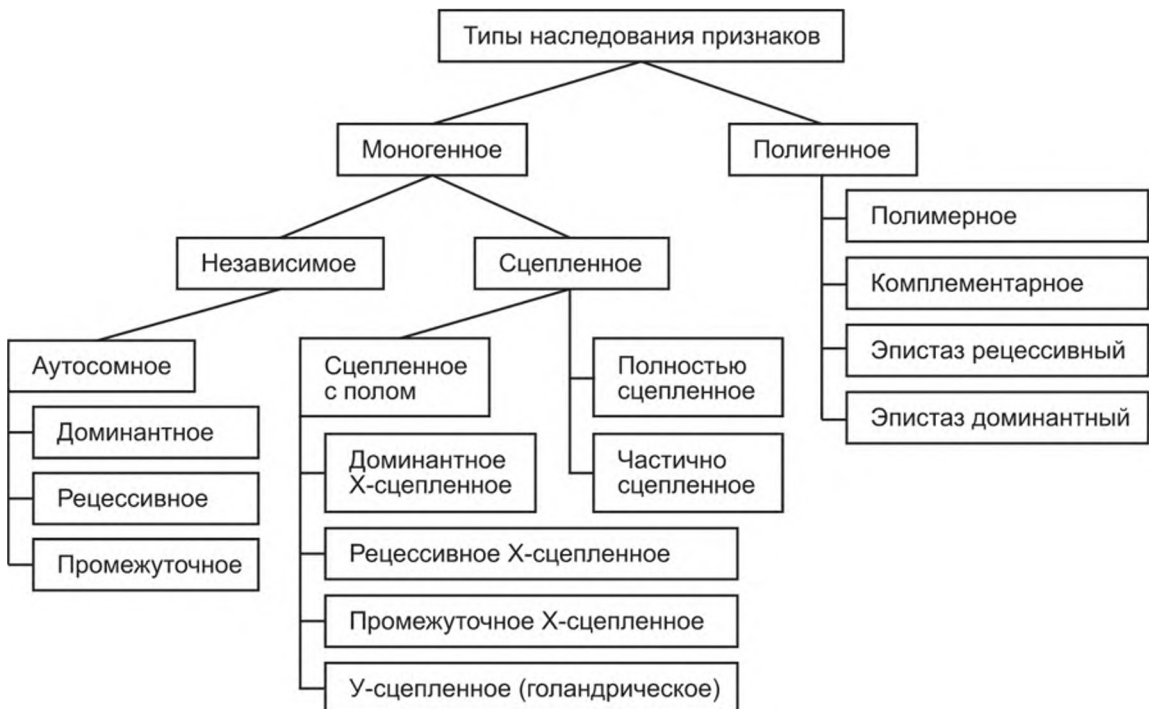 Типы наследования признаков
Моногенное
Полигенное
Полимерное
Независимое
Сцепленное
Комплементарное
Эпистаз рецессивный
Аутосомное
Сцепленное
с полом
Полностью
сцепленное
Эпистаз доминантный
Доминантное
Доминантное
Х-сцепленное
Частично
сцепленное
Рецессивное
Рецессивное Х-сцепленное
Промежуточное
Промежуточное Х-сцепленное
У-сцепленное (голандрическое)